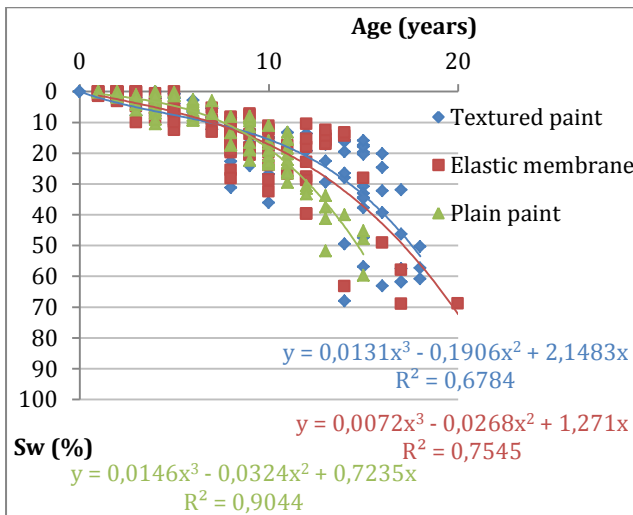 Age (years)
0 10 20
0
10
20
30
40
50
60
70
80
90
100
Textured paint
Elastic membrane
Plain paint
y = 0,0131x³ - 0,1906x² + 2,1483x
R² = 0,6784
y = 0,0072x³ - 0,0268x² + 1,271x
R² = 0,7545
Sw (%)
y = 0,0146x³ - 0,0324x² + 0,7235x
R² = 0,9044